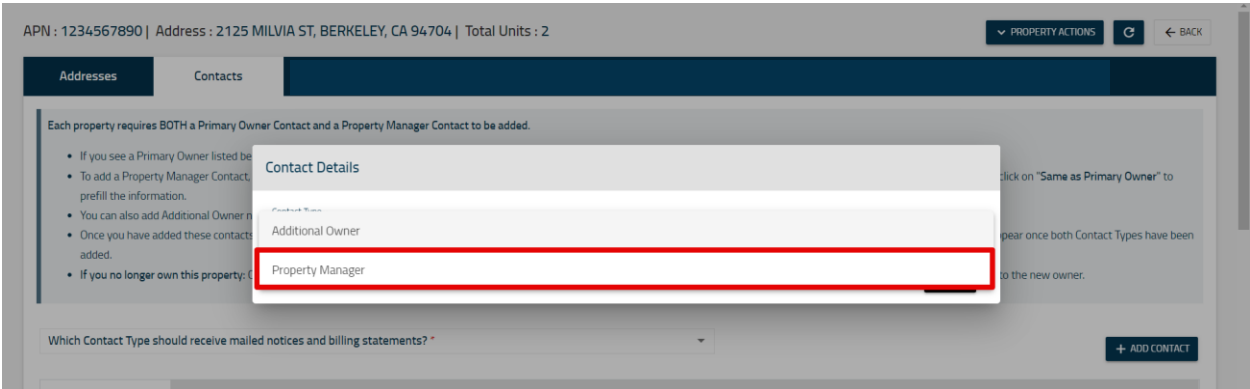 APN : 1234567890 | Address : 2125 MILVIA ST, BERKELEY, CA 94704 | Total Units : 2
PROPERTY ACTIONS
BACK
Addresses
Contacts
Each property requires BOTH a Primary Owner Contact and a Property Manager Contact to be added.
• If you see a Primary Owner listed be
• To add a Property Manager Contact, click on "Same as Primary Owner" to
prefill the information.
• You can also add Additional Owner n
• Once you have added these contacts pear once both Contact Types have been
added.
• If you no longer own this property: to the new owner.
Contact Details
Contact Type
Additional Owner
Property Manager
Which Contact Type should receive mailed notices and billing statements? *
+ ADD CONTACT